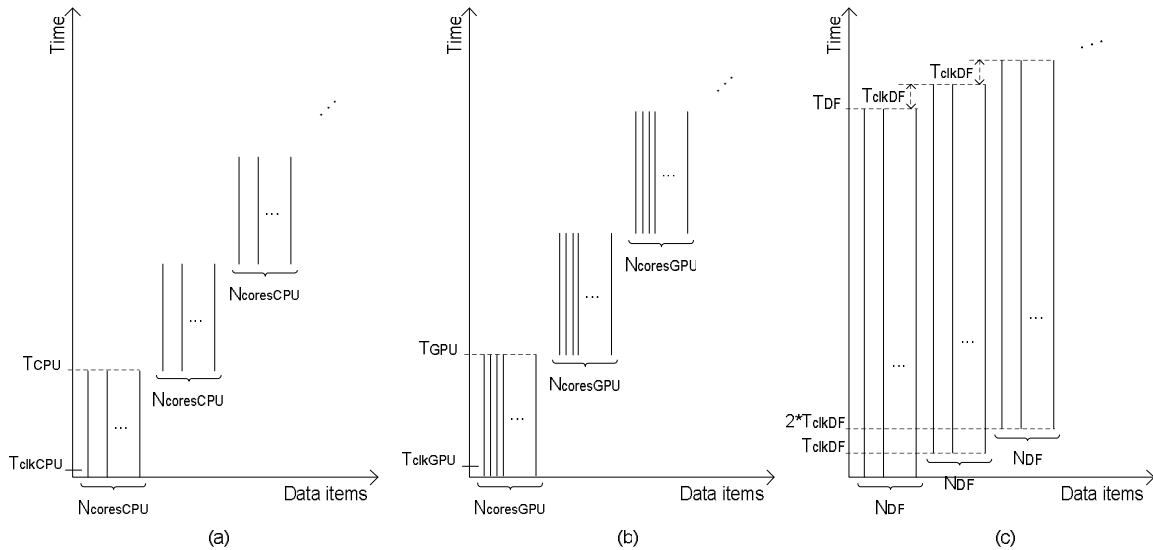 Time
TCPU
TclkCPU
NcoresCPU
...
NcoresCPU
...
NcoresCPU
...
...
Data items
(a)
Time
TGPU
TclkGPU
NcoresGPU
...
NcoresGPU
...
NcoresGPU
...
...
Data items
(b)
Time
TDF
TclkDF
TclkDF
...
2*TclkDF
TclkDF
NDF
...
NDF
...
NDF
...
Data items
(c)